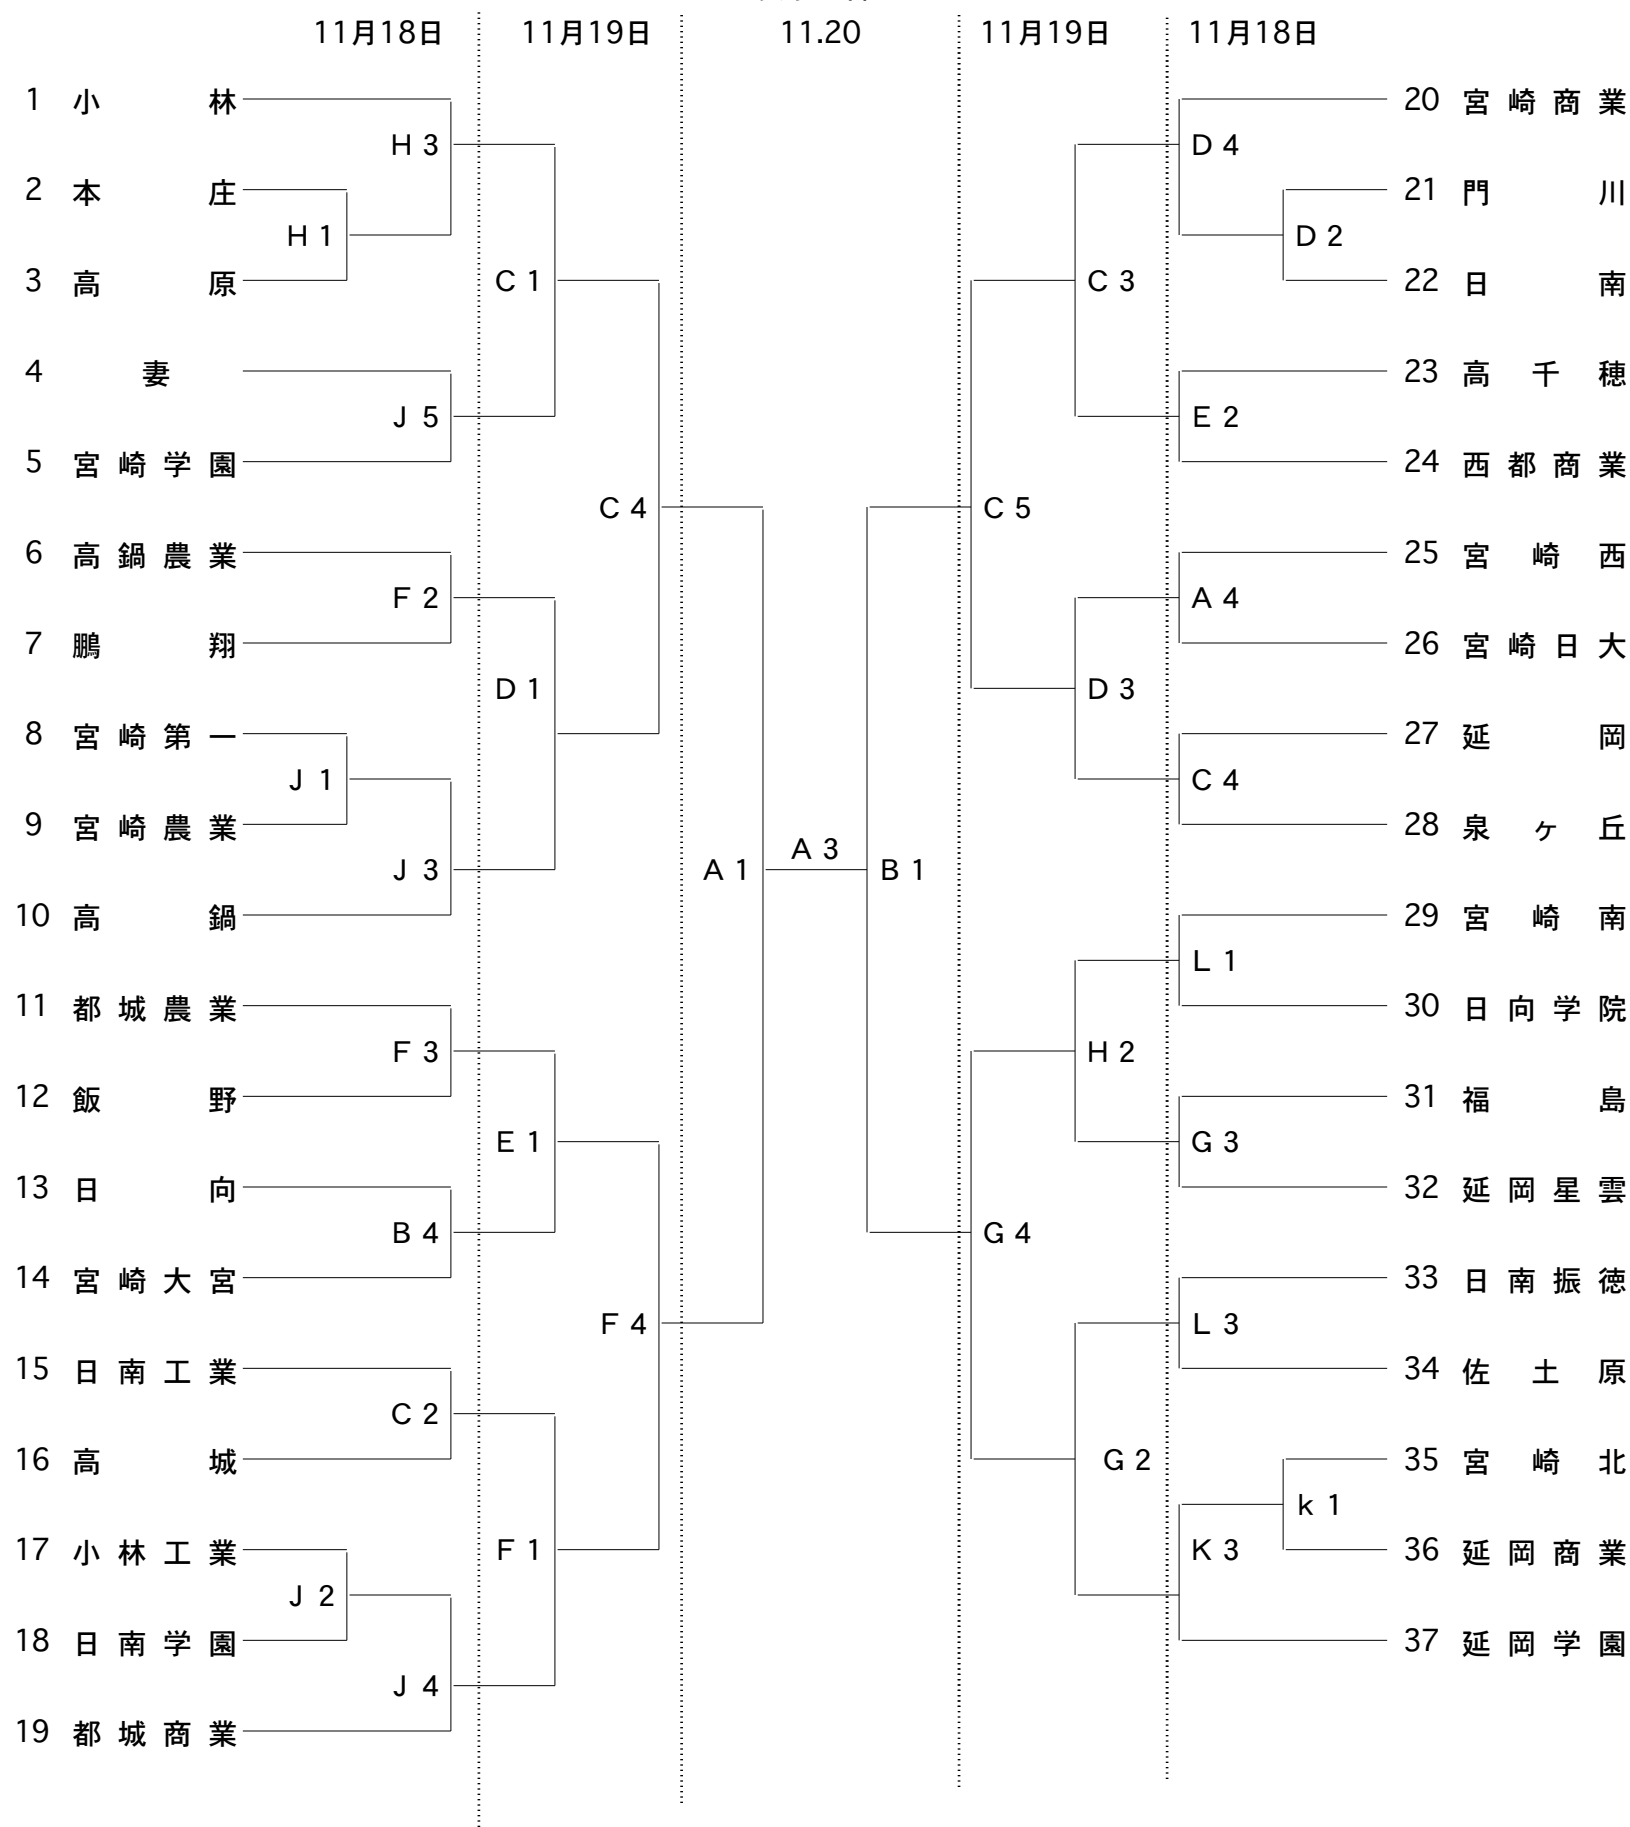 11月18日 11月19日 11.20 11月19日 11月18日
1 小林 20 宮崎商業
H 3 D 4
2 本庄 21 門川
H 1 D 2
3 高原 C 1 C 3 22 日南
4 妻 23 高千穂
J 5 E 2
5 宮崎学園 24 西都商業
C 4 C 5
6 高鍋農業 25 宮崎西
F 2 A 4
7 鵬翔 26 宮崎日大
D 1 D 3
8 宮崎第一 27 延岡
J 1 C 4
9 宮崎農業 28 泉ヶ丘
A 3
J 3 A 1 B 1
10 高鍋 29 宮崎南
L 1
11 都城農業 30 日向学院
F 3 H 2
12 飯野 31 福島
E 1 G 3
13 日向 32 延岡星雲
B 4 G 4
14 宮崎大宮 33 日南振徳
F 4 L 3
15 日南工業 34 佐土原
C 2
16 高城 G 2 35 宮崎北
k 1
17 小林工業 F 1 K 3 36 延岡商業
J 2
18 日南学園 37 延岡学園
J 4
19 都城商業